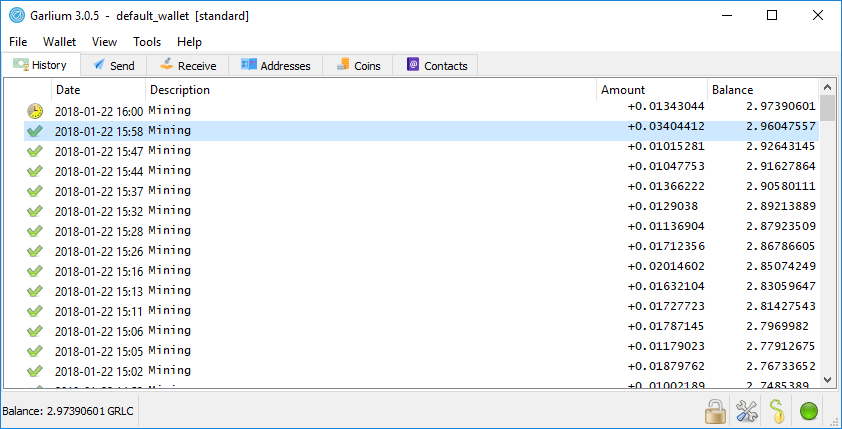 Garlium 3.0.5 - default_wallet [standard]
File Wallet View Tools Help
History Send Receive Addresses Coins Contacts
Date Description Amount Balance
2018-01-22 16:00 Mining +0.01343044 2.97390601
2018-01-22 15:58 Mining +0.03404412 2.96047557
2018-01-22 15:47 Mining +0.01015281 2.92643145
2018-01-22 15:44 Mining +0.01047753 2.91627864
2018-01-22 15:37 Mining +0.01366222 2.90580111
2018-01-22 15:32 Mining +0.0129038 2.89213889
2018-01-22 15:28 Mining +0.01136904 2.87923509
2018-01-22 15:26 Mining +0.01712356 2.86786605
2018-01-22 15:16 Mining +0.02014602 2.85074249
2018-01-22 15:13 Mining +0.01632104 2.83059647
2018-01-22 15:11 Mining +0.01727723 2.81427543
2018-01-22 15:06 Mining +0.01787145 2.7969982
2018-01-22 15:05 Mining +0.01179023 2.77912675
2018-01-22 15:02 Mining +0.01879762 2.76733652
Mining +0.01002189 2.7485389
Balance: 2.97390601 GRLC